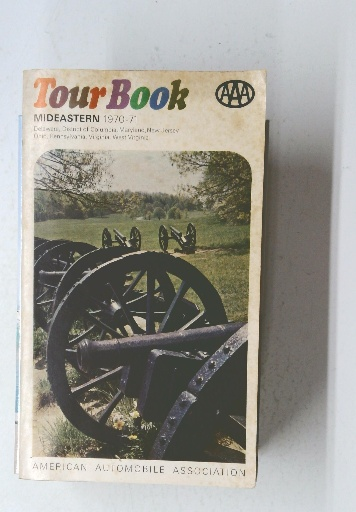 Tour Book
AAA
MIDEASTERN 1970-71
Delaware, District of Columbia, Maryland, New Jersey
Ohio, Pennsylvania, Virginia, West Virginia
AMERICAN AUTOMOBILE ASSOCIATION